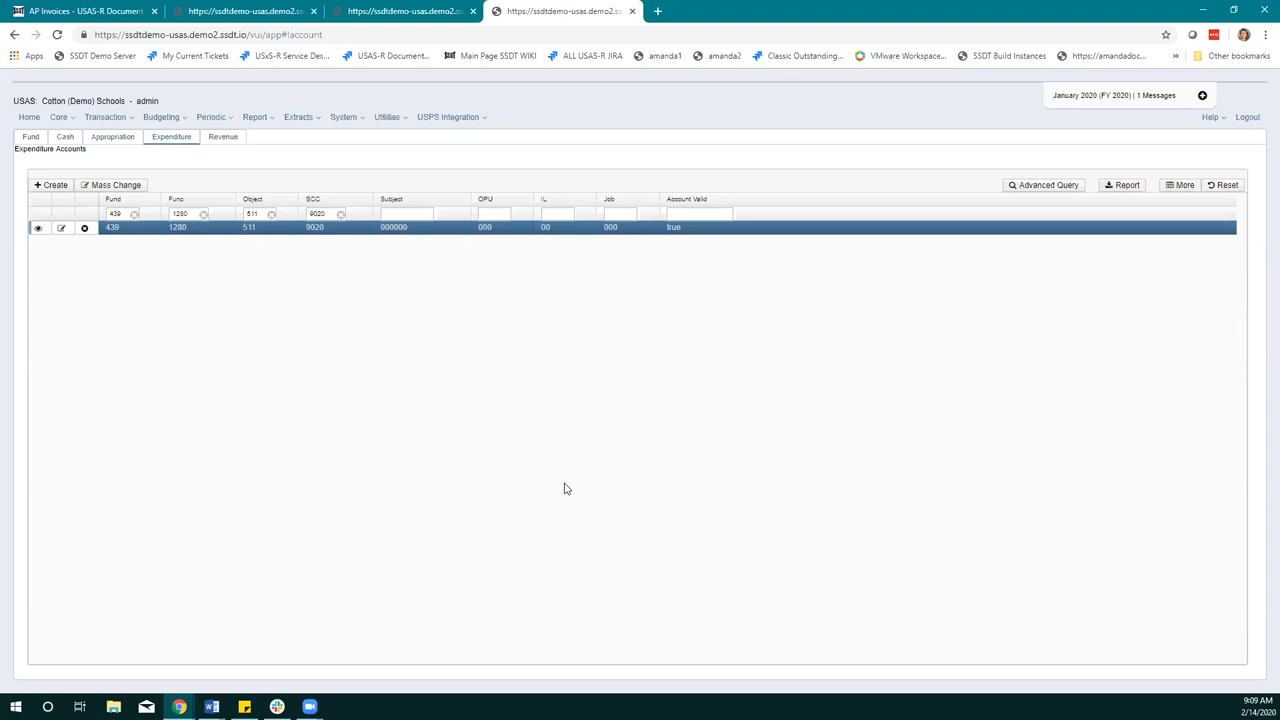 AP Invoices - USAS-R Document
https://ssdtdemo-usas.demo2.ss
https://ssdtdemo-usas.demo2.ss
https://ssdtdemo-usas.demo2.ss
https://ssdtdemo-usas.demo2.ssdt.io/vui/app#!account
Apps SSDT Demo Server My Current Tickets USxS-R Service Des... USAS-R Document... Main Page SSDT WIKI ALL USAS-R JIRA amanda1 amanda2 Classic Outstanding... VMware Workspace... SSDT Build Instances https://amandadoc... » Other bookmarks
January 2020 (FY 2020) | 1 Messages
USAS: Cotton (Demo) Schools - admin
Home Core Transaction Budgeting Periodic Report Extracts System Utilities USPS Integration Help Logout
Fund Cash Appropriation Expenditure Revenue
Expenditure Accounts
Create Mass Change Advanced Query Report More Reset
Fund Func Object SCC Subject OPU IL Job Account Valid
439 1280 511 9020
439 1280 511 9020 000000 000 00 000 true
9:09 AM
2/14/2020